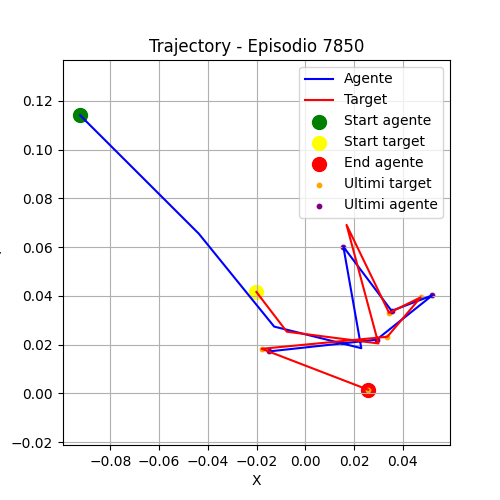 Trajectory - Episodio 7850
Agente
Target
Start agente
Start target
End agente
Ultimi target
Ultimi agente
0.12
0.10
0.08
0.06
0.04
0.02
0.00
−0.02
−0.08
−0.06
−0.04
−0.02
0.00
0.02
0.04
X